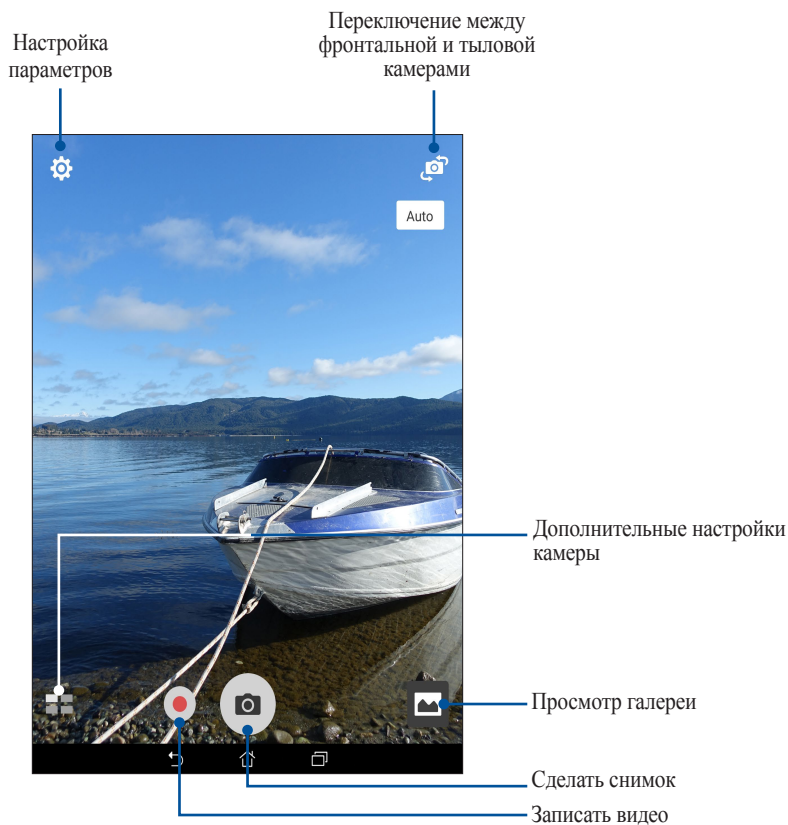 Настройка
параметров
Переключение между
фронтальной и тыловой
камерами
Auto
Дополнительные настройки
камеры
Просмотр галереи
Сделать снимок
Записать видео